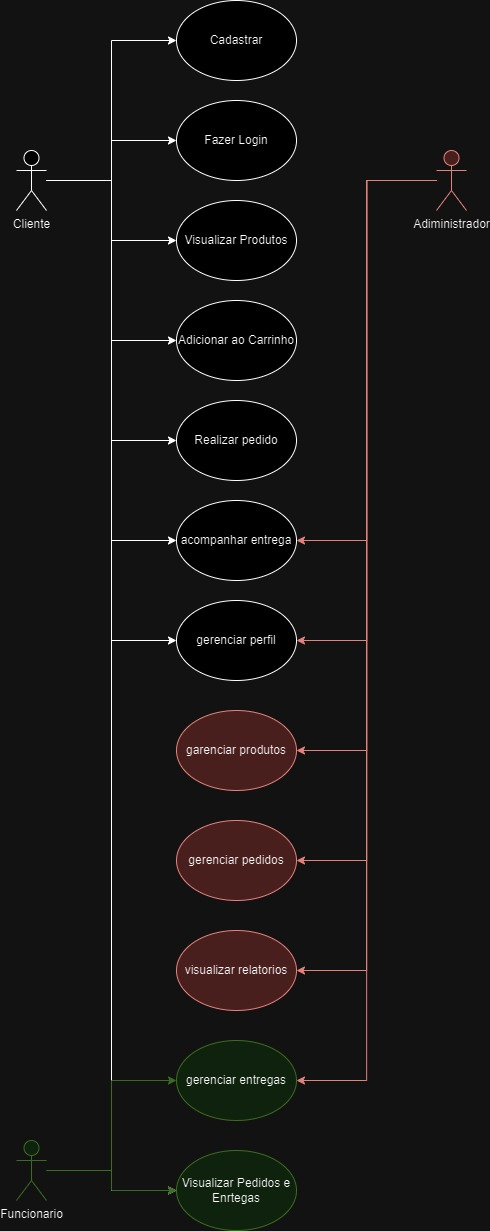 Cadastrar
Fazer Login
Cliente
Adiministrador
Visualizar Produtos
Adicionar ao Carrinho
Realizar pedido
acompanhar entrega
gerenciar perfil
garenciar produtos
gerenciar pedidos
visualizar relatorios
gerenciar entregas
Visualizar Pedidos e
Enrtegas
Funcionario